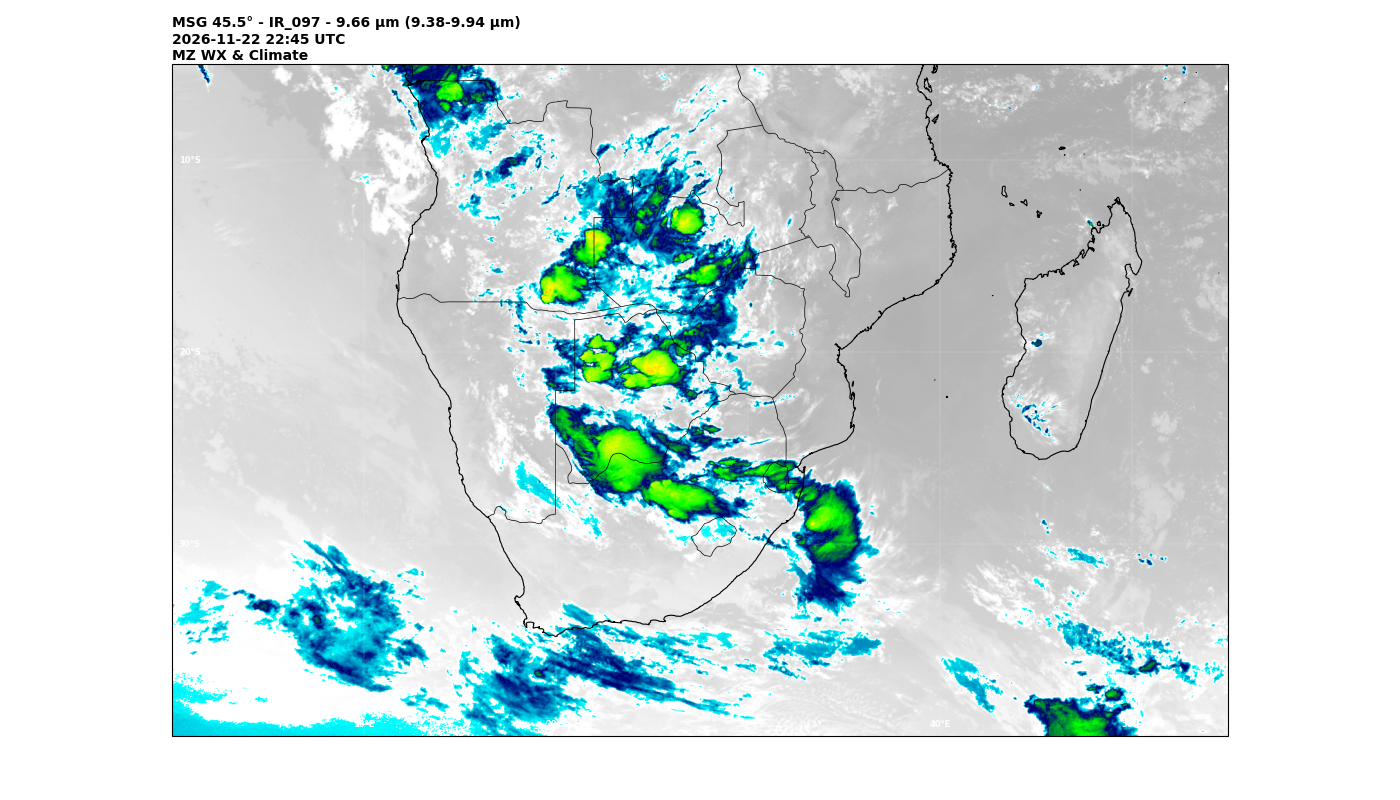 MSG 45.5° - IR_097 - 9.66 μm (9.38-9.94 μm)
2026-11-22 22:45 UTC
MZ WX & Climate
10°S
20°S
30°S
40°E